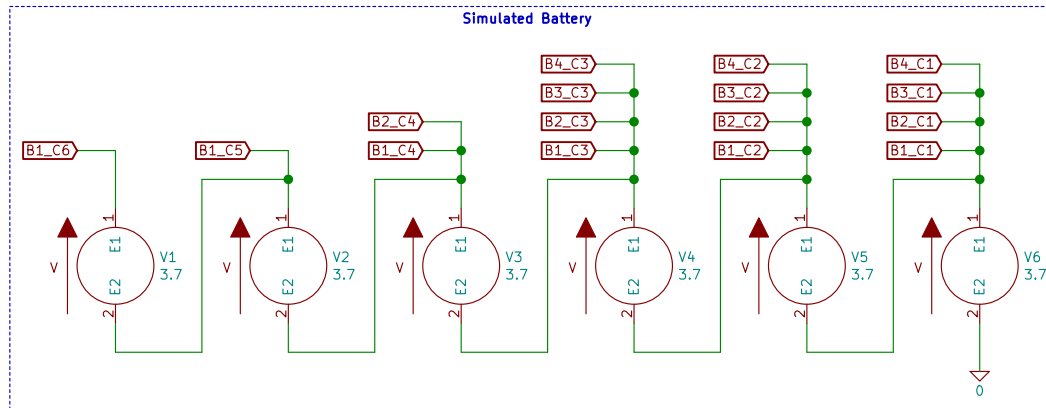 Simulated Battery
B4_C3
B4_C2
B4_C1
B3_C3
B3_C2
B3_C1
B2_C4
B2_C3
B2_C2
B2_C1
B1_C6
B1_C5
B1_C4
B1_C3
B1_C2
B1_C1
1
E1
V
E2
2
V1
3.7
1
E1
V
E2
2
V2
3.7
1
E1
V
E2
2
V3
3.7
1
E1
V
E2
2
V4
3.7
1
E1
V
E2
2
V5
3.7
1
E1
V
E2
2
V6
3.7
0